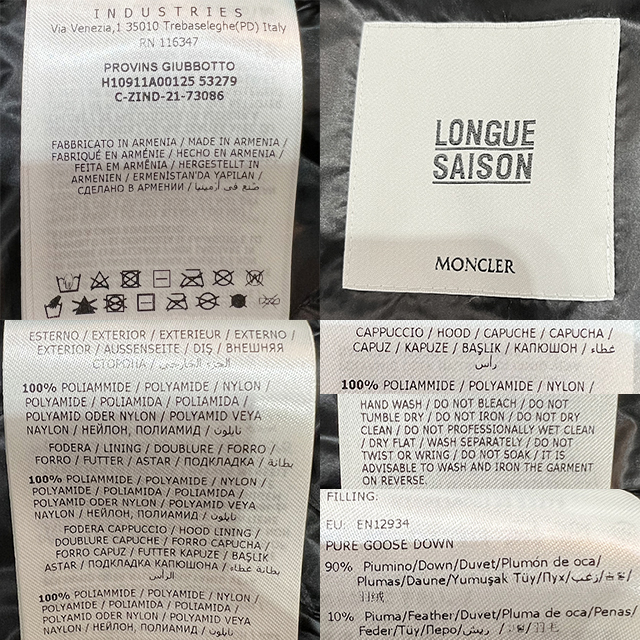 INDUSTRIES
Via Venezia,1 35010 Trebaseleghe(PD) Italy
RN 116347
PROVINS GIUBBOTTO
H10911A00125 53279
C-ZIND-21-73086
FABBRICATO IN ARMENIA / MADE IN ARMENIA /
FABRIQUÉ EN ARMÉNIE / HECHO EN ARMENIA /
FEITA EM ARMÊNIA / HERGESTELLT IN
ARMENIEN / ERMENİSTAN'DA YAPILAN /
СДЕЛАНО В АРМЕНИИ / صنع في أرمينيا
LONGUE
SAISON
MONCLER
ESTERNO / EXTERIOR / EXTERIEUR / EXTERNO /
EXTERIOR / AUSSENSEITE / DIŞ / ВНЕШНЯЯ
СТОРОНА / الجزء الخارجي
100% POLIAMMIDE / POLYAMIDE / NYLON /
POLYAMIDE / POLIAMIDA / POLIAMIDA /
POLYAMID ODER NYLON / POLYAMID VEYA
NAYLON / НЕЙЛОН, ПОЛИАМИД / نايلون
FODERA / LINING / DOUBLURE / FORRO /
FORRO / FUTTER / ASTAR / ПОДКЛАДКА / بطانة
100% POLIAMMIDE / POLYAMIDE / NYLON /
POLYAMIDE / POLIAMIDA / POLIAMIDA /
POLYAMID ODER NYLON / POLYAMID VEYA
NAYLON / НЕЙЛОН, ПОЛИАМИД / نايلون
FODERA CAPPUCCIO / HOOD LINING /
DOUBLURE CAPUCHE / FORRO CAPUCHA /
FORRO CAPUZ / FUTTER KAPUZE / BAŞLIK
ASTAR / ПОДКЛАДКА КАПЮШОНА / بطانة غطاء
الرأس
100% POLIAMMIDE / POLYAMIDE / NYLON /
POLYAMIDE / POLIAMIDA / POLIAMIDA /
POLYAMID ODER NYLON / POLYAMID VEYA
NAYLON / НЕЙЛОН, ПОЛИАМИД / نايلون
CAPPUCCIO / HOOD / CAPUCHE / CAPUCHA /
CAPUZ / KAPUZE / BAŞLIK / КАПЮШОН / غطاء
رأس
100% POLIAMMIDE / POLYAMIDE / NYLON /
HAND WASH / DO NOT BLEACH / DO NOT
TUMBLE DRY / DO NOT IRON / DO NOT DRY
CLEAN / DO NOT PROFESSIONALLY WET CLEAN
/ DRY FLAT / WASH SEPARATELY / DO NOT
TWIST OR WRING / DO NOT SOAK / IT IS
ADVISABLE TO WASH AND IRON THE GARMENT
ON REVERSE.
FILLING:
EU: EN12934
PURE GOOSE DOWN
90% Piumino/Down/Duvet/Plumón de oca/
Plumas/Daune/Yumuşak Tüy/Пух/زغب/
羽绒
10% Piuma/Feather/Duvet/Pluma de oca/Penas/
Feder/Tüy/Перо/ريش/羽毛